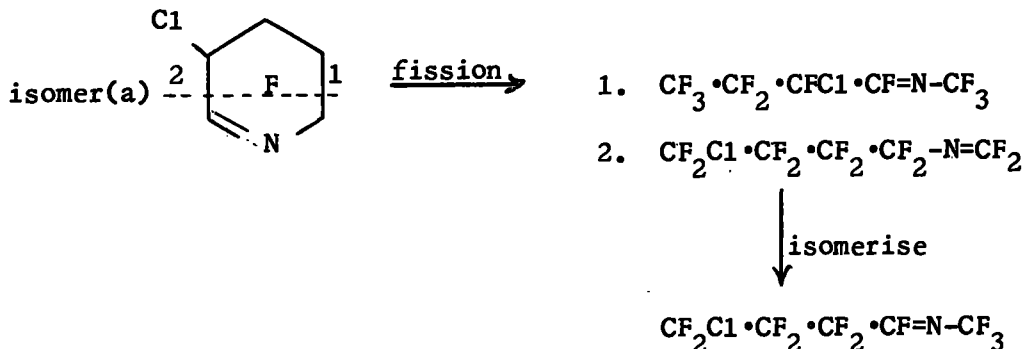 Cl
2 F 1
isomer(a)
N
fission
1. CF3·CF2·CFCl·CF=N-CF3
2. CF2Cl·CF2·CF2·CF2-N=CF2
isomerise
CF2Cl·CF2·CF2·CF=N-CF3